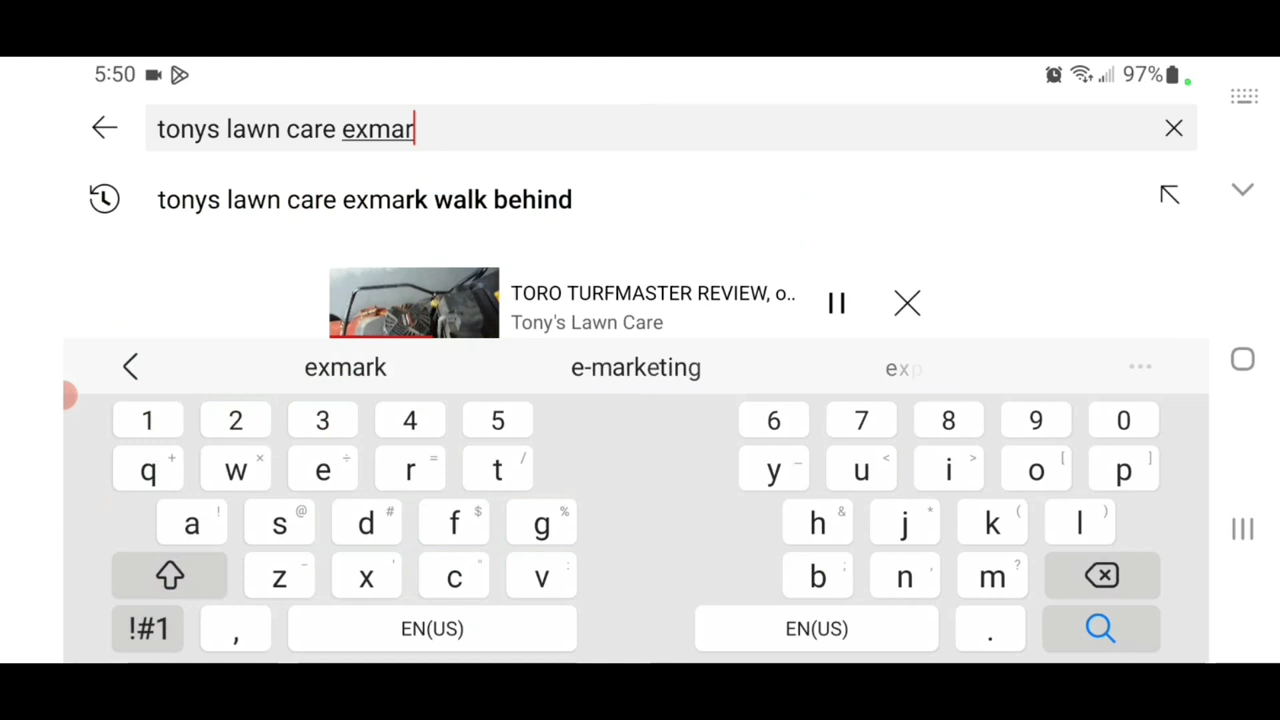 5:50 97%
tonys lawn care exmar
tonys lawn care exmark walk behind
TORO TURFMASTER REVIEW, o..
Tony's Lawn Care
exmark e-marketing exp
1 2 3 4 5 6 7 8 9 0
q + w × e ÷ r = t / y _ u < i > o [ p ]
a ! s @ d # f $ g % h & j * k ( l )
z - x ' c " v : b ; n , m ?
!#1 , EN(US) EN(US) .